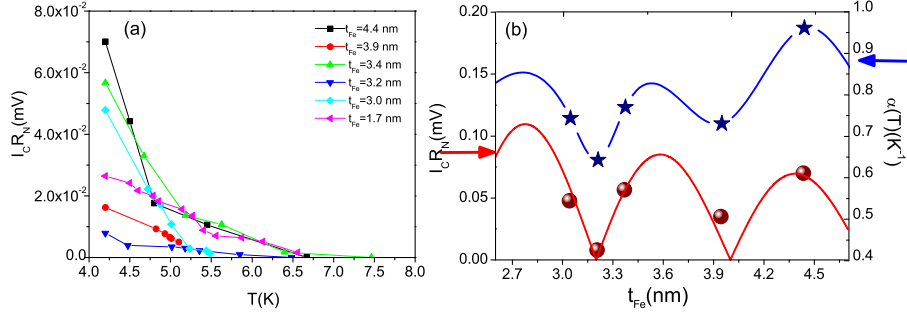 (a)
I_C R_N (mV)
8.0x10^-2
6.0x10^-2
4.0x10^-2
2.0x10^-2
0.0
4.0 4.5 5.0 5.5 6.0 6.5 7.0 7.5 8.0
T(K)
t_Fe=4.4 nm
t_Fe=3.9 nm
t_Fe=3.4 nm
t_Fe=3.2 nm
t_Fe=3.0 nm
t_Fe=1.7 nm
(b)
I_C R_N (mV)
0.20
0.15
0.10
0.05
0.00
2.7 3.0 3.3 3.6 3.9 4.2 4.5
t_Fe(nm)
1.0
0.9
0.8
0.7
0.6
0.5
0.4
α(T)(K^-1)